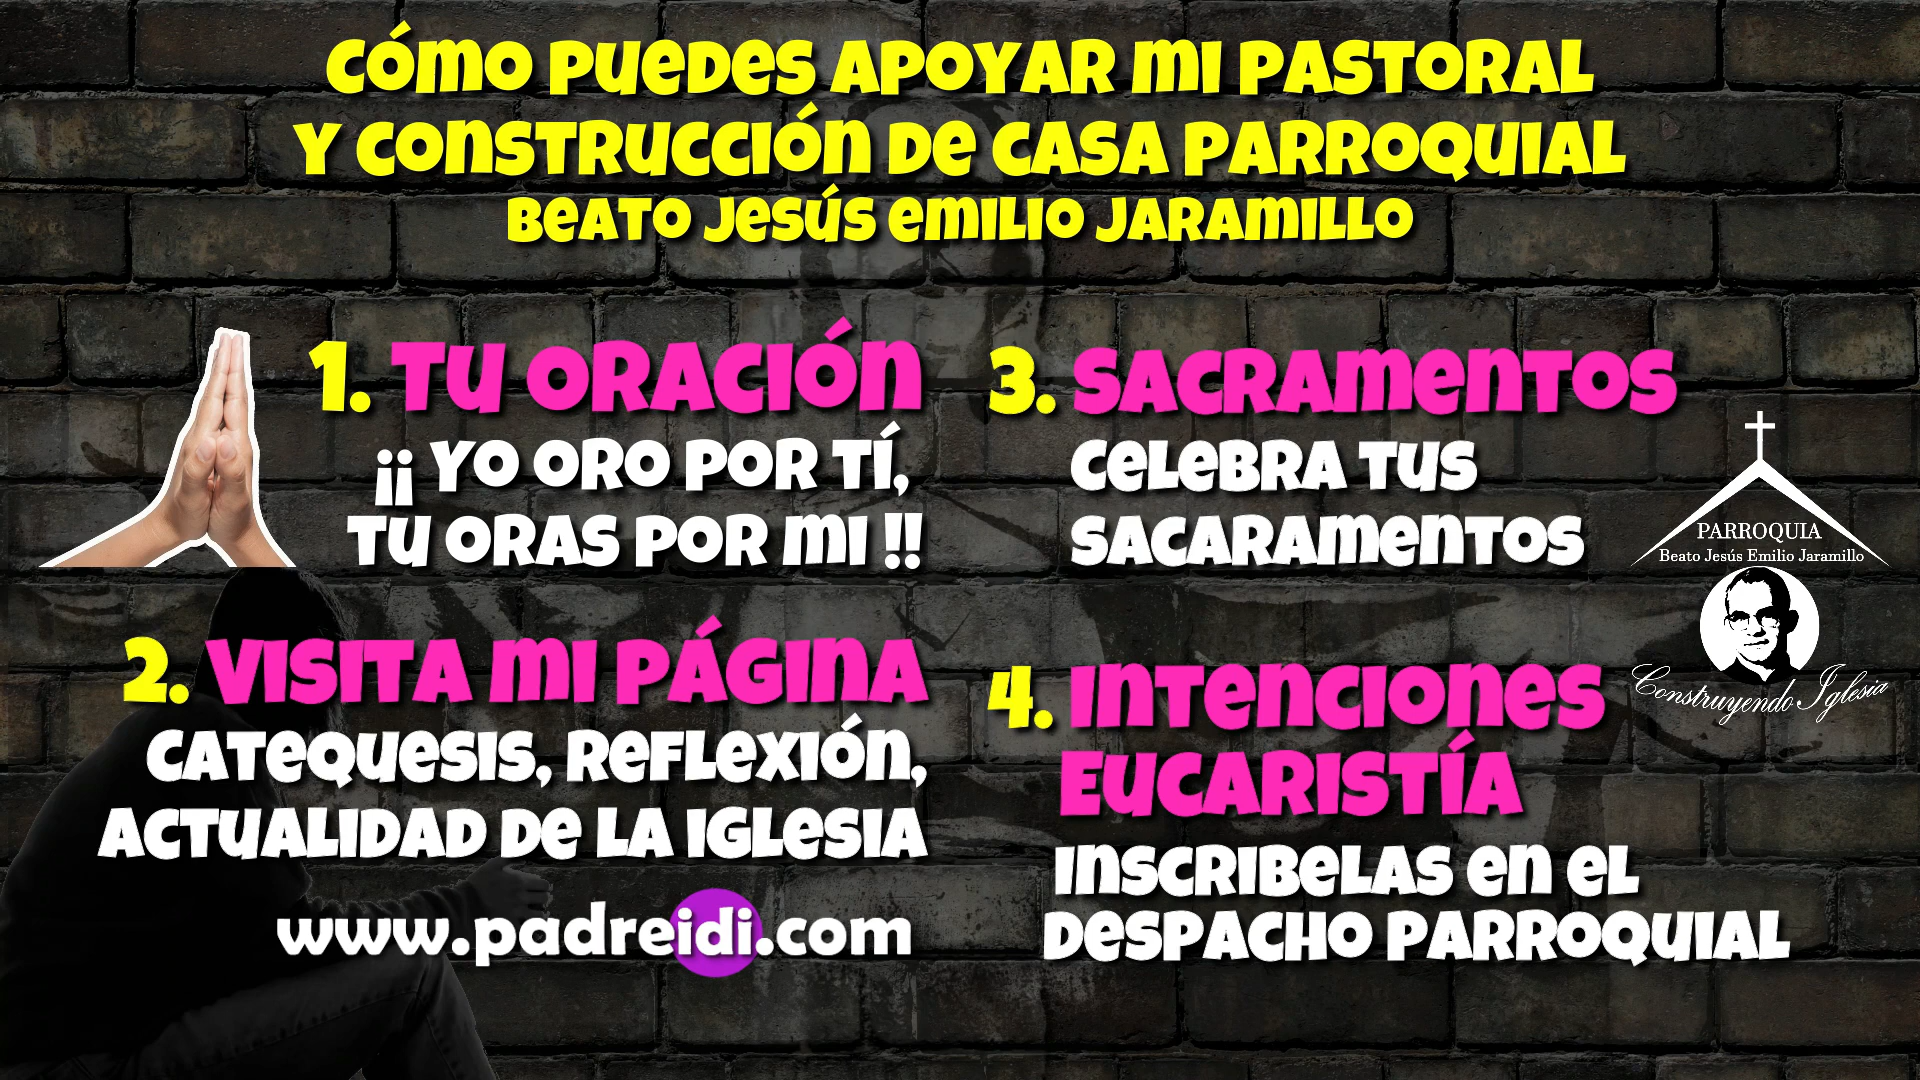 CÓMO PUEDES APOYAR MI PASTORAL
Y CONSTRUCCIÓN DE CASA PARROQUIAL
BEATO JESÚS EMILIO JARAMILLO
1. TU ORACIÓN
¡¡ YO ORO POR TÍ,
TU ORAS POR MI !!
2. VISITA MI PÁGINA
CATEQUESIS, REFLEXIÓN,
ACTUALIDAD DE LA IGLESIA
www.padreidi.com
3. SACRAMENTOS
CELEBRA TUS
SACARAMENTOS
4. INTENCIONES
EUCARISTÍA
INSCRIBELAS EN EL
DESPACHO PARROQUIAL
PARROQUIA
Beato Jesús Emilio Jaramillo
Construyendo Iglesia